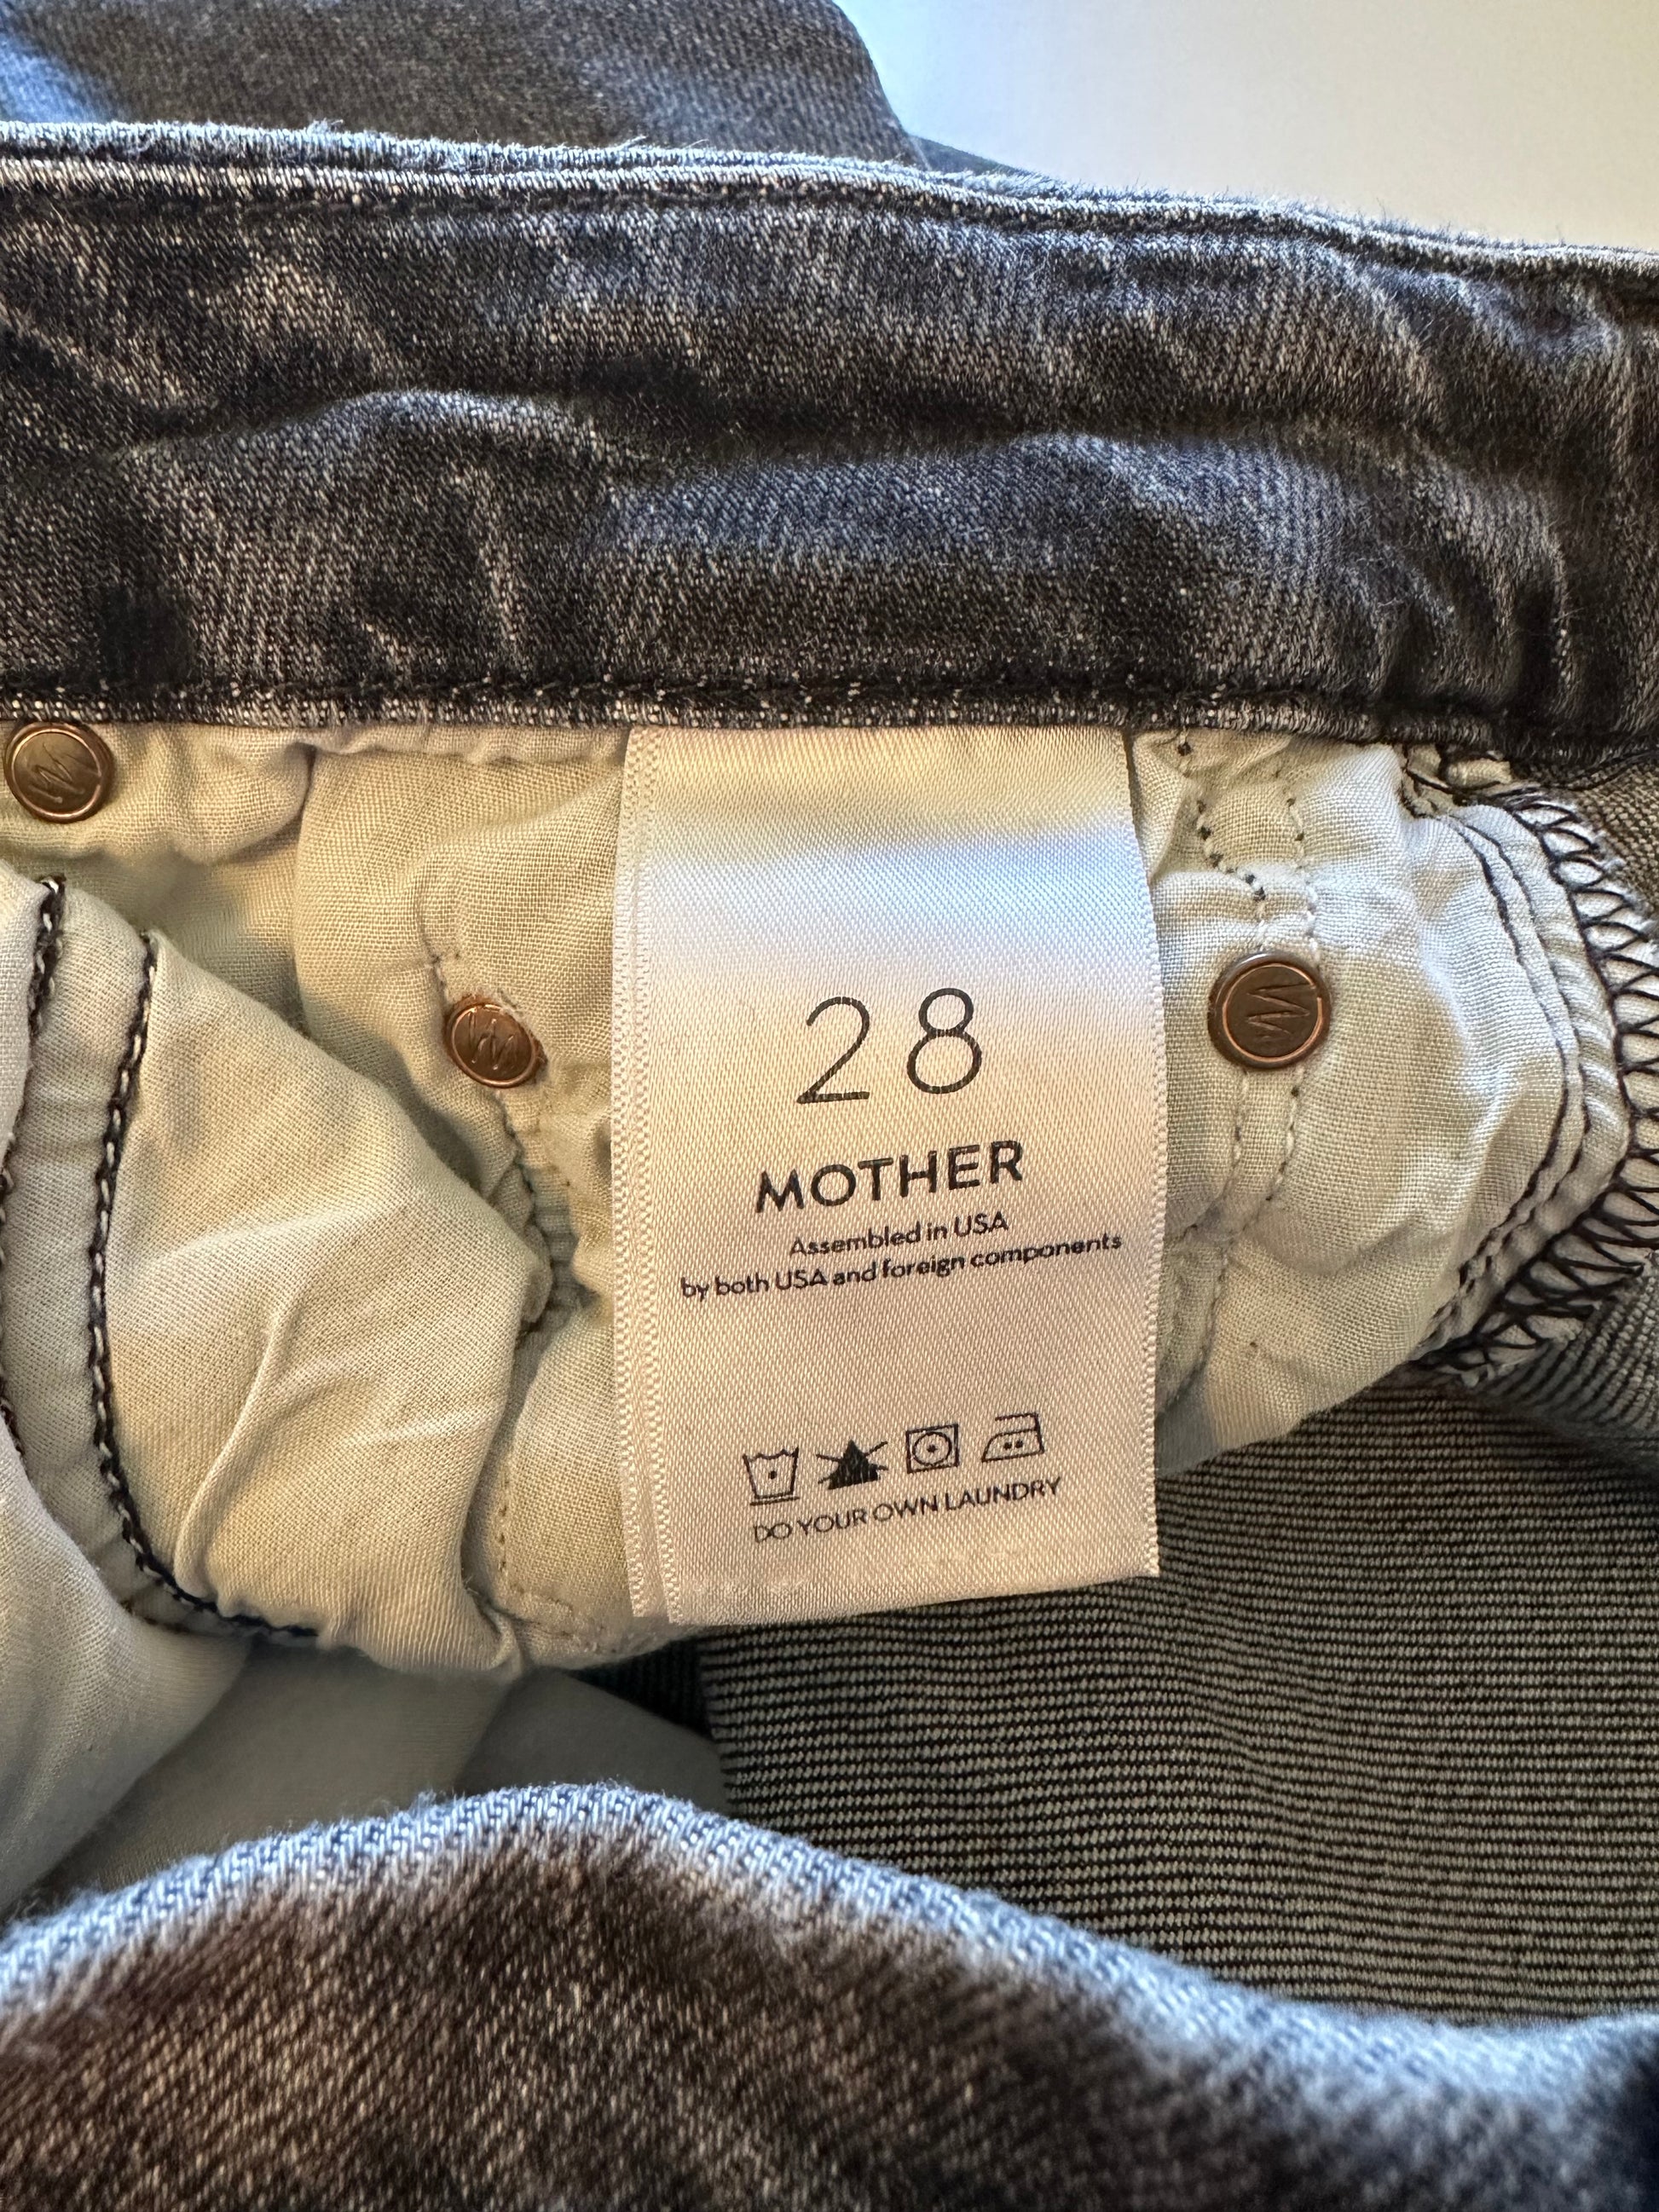 28
MOTHER
Assembled in USA
by both USA and foreign components
DO YOUR OWN LAUNDRY